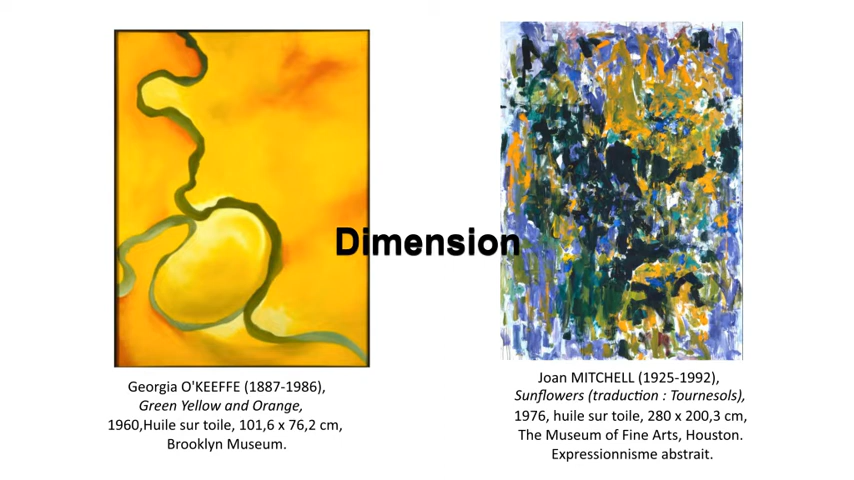 Dimension
Georgia O'KEEFFE (1887-1986),
Green Yellow and Orange,
1960,Huile sur toile, 101,6 x 76,2 cm,
Brooklyn Museum.
Joan MITCHELL (1925-1992),
Sunflowers (traduction : Tournesols),
1976, huile sur toile, 280 x 200,3 cm,
The Museum of Fine Arts, Houston.
Expressionnisme abstrait.